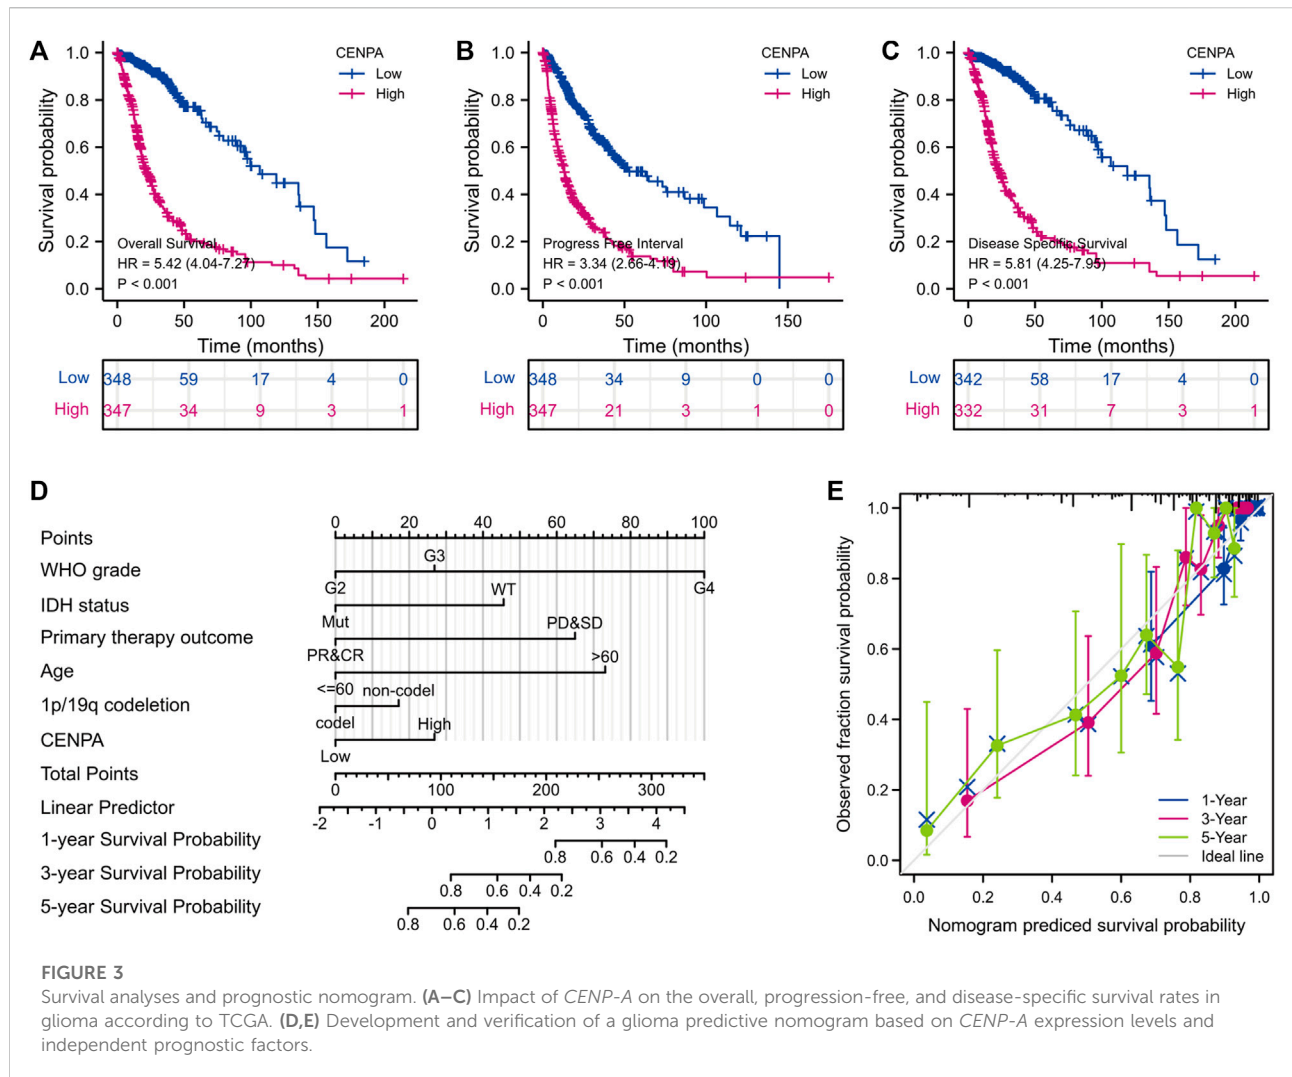 A
1.0
0.8
0.6
0.4
0.2
0.0
Survival probability
CENPA
Low
High
Overall Survival
HR = 5.42 (4.04-7.27)
P < 0.001
0 50 100 150 200
Time (months)
Low 348 59 17 4 0
High 347 34 9 3 1
B
1.0
0.8
0.6
0.4
0.2
0.0
Survival probability
CENPA
Low
High
Progress Free Interval
HR = 3.34 (2.66-4.19)
P < 0.001
0 50 100 150
Time (months)
Low 348 34 9 0 0
High 347 21 3 1 0
C
1.0
0.8
0.6
0.4
0.2
0.0
Survival probability
CENPA
Low
High
Disease Specific Survival
HR = 5.81 (4.25-7.95)
P < 0.001
0 50 100 150 200
Time (months)
Low 342 58 17 4 0
High 332 31 7 3 1
D
0 20 40 60 80 100
Points
G3
WHO grade
G2 WT G4
IDH status
Mut PD&SD
Primary therapy outcome
PR&CR >60
Age
<=60 non-codel
1p/19q codeletion
codel High
CENPA
Low
Total Points
0 100 200 300
Linear Predictor
-2 -1 0 1 2 3 4
1-year Survival Probability
0.8 0.6 0.4 0.2
3-year Survival Probability
0.8 0.6 0.4 0.2
5-year Survival Probability
0.8 0.6 0.4 0.2
E
1.0
0.8
0.6
0.4
0.2
0.0
Observed fraction survival probability
1-Year
3-Year
5-Year
Ideal line
0.0 0.2 0.4 0.6 0.8 1.0
Nomogram prediced survival probability
FIGURE 3
Survival analyses and prognostic nomogram. (A–C) Impact of CENP-A on the overall, progression-free, and disease-specific survival rates in
glioma according to TCGA. (D,E) Development and verification of a glioma predictive nomogram based on CENP-A expression levels and
independent prognostic factors.